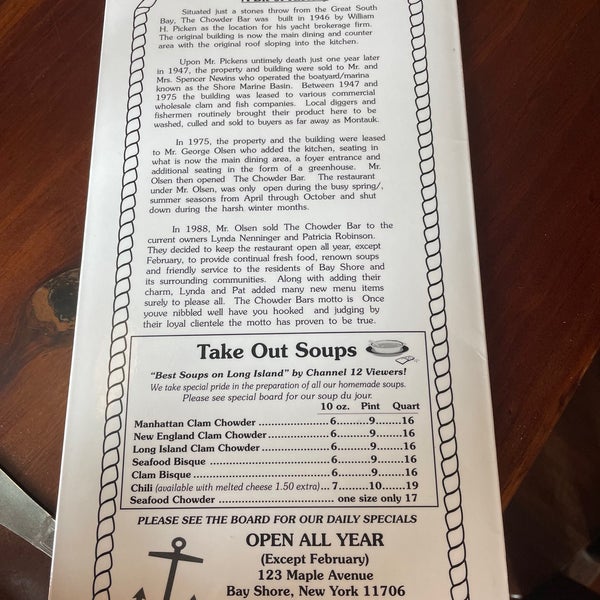 Situated just a stones throw from the Great South
Bay, The Chowder Bar was built in 1946 by William
H. Picken as the location for his yacht brokerage firm.
The original building is now the main dining and counter
area with the original roof sloping into the kitchen.
Upon Mr. Pickens untimely death just one year later
in 1947, the property and building were sold to Mr. and
Mrs. Spencer Newins who operated the boatyard/marina
known as the Shore Marine Basin. Between 1947 and
1975 the building was leased to various commercial
wholesale clam and fish companies. Local diggers and
fishermen routinely brought their product here to be
washed, culled and sold to buyers as far away as Montauk.
In 1975, the property and the building were leased
to Mr. George Olsen who added the kitchen, seating in
what is now the main dining area, a foyer entrance and
additional seating in the form of a greenhouse. Mr.
Olsen then opened The Chowder Bar. The restaurant
under Mr. Olsen, was only open during the busy spring/,
summer seasons from April through October and shut
down during the harsh winter months.
In 1988, Mr. Olsen sold The Chowder Bar to the
current owners Lynda Nenninger and Patricia Robinson.
They decided to keep the restaurant open all year, except
February, to provide continual fresh food, renown soups
and friendly service to the residents of Bay Shore and
its surrounding communities. Along with adding their
charm, Lynda and Pat added many new menu items
surely to please all. The Chowder Bars motto is Once
youve nibbled well have you hooked and judging by
their loyal clientele the motto has proven to be true.
Take Out Soups
"Best Soups on Long Island" by Channel 12 Viewers!
We take special pride in the preparation of all our homemade soups.
Please see special board for our soup du jour.
10 oz. Pint Quart
Manhattan Clam Chowder ........................6..........9........16
New England Clam Chowder....................6..........9........16
Long Island Clam Chowder......................6..........9........16
Seafood Bisque ......................................6..........9........16
Clam Bisque ..........................................6..........9........16
Chili (available with melted cheese 1.50 extra)....7.........10.......19
Seafood Chowder .............................. one size only 17
PLEASE SEE THE BOARD FOR OUR DAILY SPECIALS
OPEN ALL YEAR
(Except February)
123 Maple Avenue
Bay Shore, New York 11706